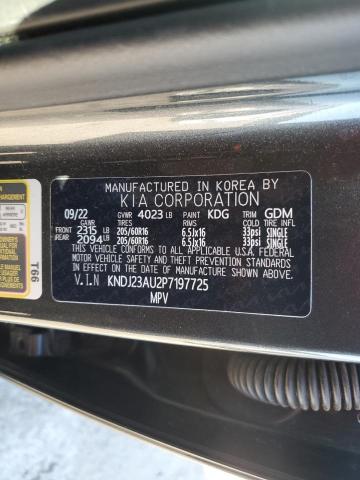 MANUFACTURED IN KOREA BY
KIA CORPORATION
09/22 GVWR 4023 LB PAINT KDG TRIM GDM
GAWR TIRES RIMS COLD TIRE INFL
FRONT 2315 LB 205/60R16 6.5Jx16 33psi SINGLE
REAR 2094 LB 205/60R16 6.5Jx16 33psi SINGLE
THIS VEHICLE CONFORMS TO ALL APPLICABLE U.S.A. FEDERAL
MOTOR VEHICLE SAFETY BUMPER, AND THEFT PREVENTION
STANDARDS IN EFFECT ON THE DATE OF MANUFACTURE SHOWN ABOVE.
V.I.N KNDJ23AU2P7197725
MPV
T66